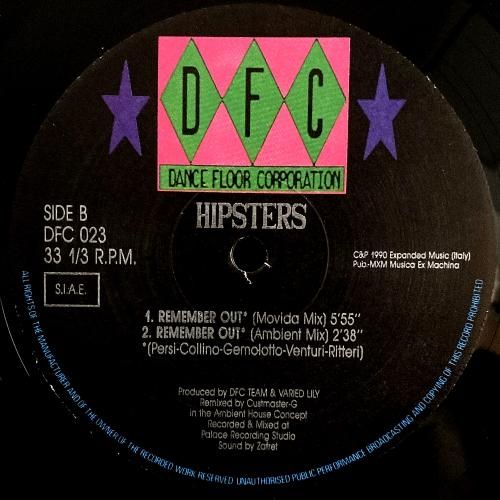 D F C
DANCE FLOOR CORPORATION
HIPSTERS
SIDE B
DFC 023
33 1/3 R.P.M.
S.I.A.E.
C&P 1990 Expanded Music (Italy)
Pub-MXM Musica Ex Machina
1. REMEMBER OUT* (Movida Mix) 5'55"
2. REMEMBER OUT* (Ambient Mix) 2'38"
*(Persi-Collino-Gernolotto-Venturi-Ritteri)
Produced by DFC TEAM & VARIED LILY
Remixed by Custmaster-G
in the Ambient House Concept
Recorded & Mixed at
Palace Recording Studio
Sound by Zafret
ALL RIGHTS OF THE MANUFACTURER AND OF THE OWNER OF THE RECORDED WORK RESERVED UNAUTHORISED PUBLIC PERFORMANCE BROADCASTING AND COPYING OF THIS RECORD PROHIBITED